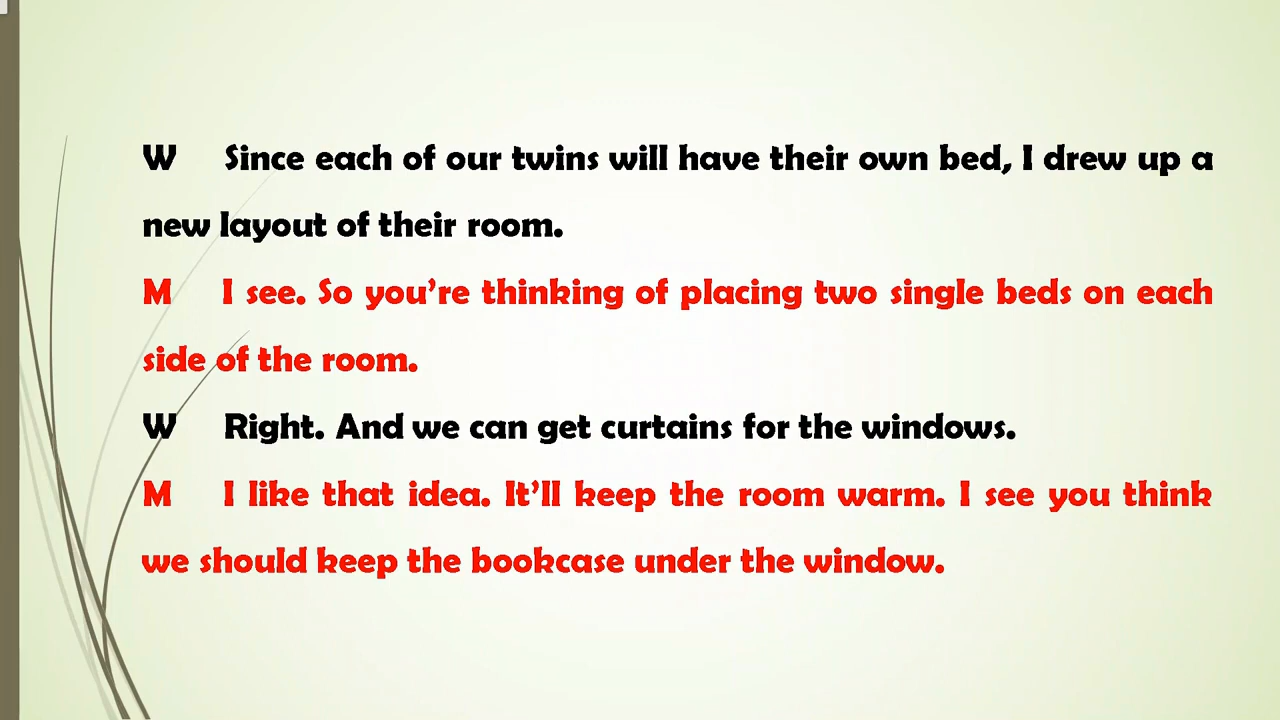 W Since each of our twins will have their own bed, I drew up a
new layout of their room.
M I see. So you're thinking of placing two single beds on each
side of the room.
W Right. And we can get curtains for the windows.
M I like that idea. It'll keep the room warm. I see you think
we should keep the bookcase under the window.